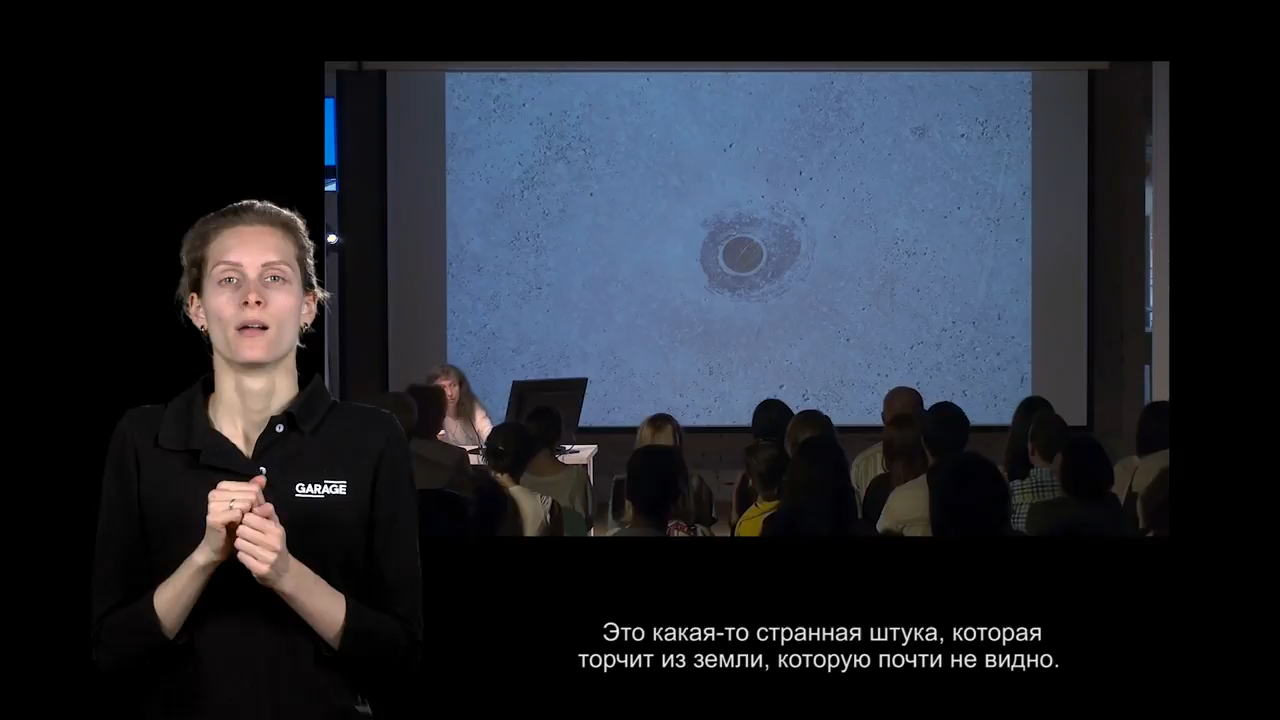 GARAGE
Это какая-то странная штука, которая
торчит из земли, которую почти не видно.